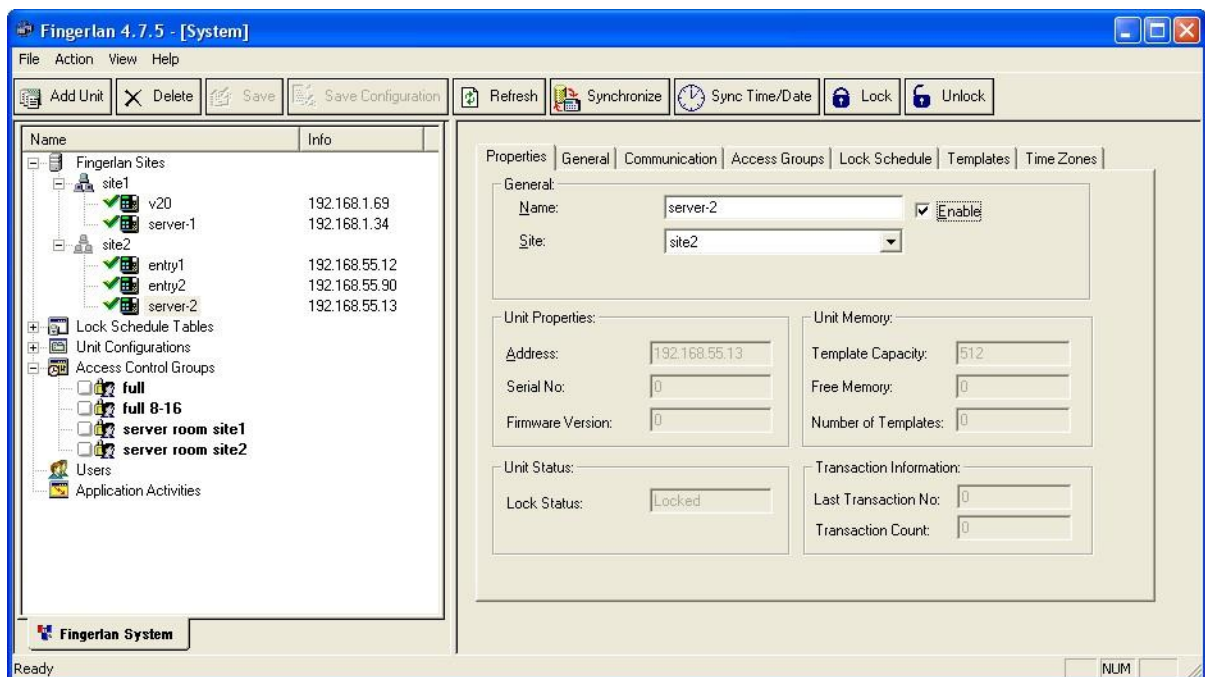 Fingerlan 4.7.5 - [System]
File Action View Help
Add Unit Delete Save Save Configuration Refresh Synchronize Sync Time/Date Lock Unlock
Name Info
Fingerlan Sites
site1
v20 192.168.1.69
server-1 192.168.1.34
site2
entry1 192.168.55.12
entry2 192.168.55.90
server-2 192.168.55.13
Lock Schedule Tables
Unit Configurations
Access Control Groups
full
full 8-16
server room site1
server room site2
Users
Application Activities
Fingerlan System
Properties General Communication Access Groups Lock Schedule Templates Time Zones
General:
Name: server-2 Enable
Site: site2
Unit Properties:
Address: 192.168.55.13
Serial No: 0
Firmware Version: 0
Unit Memory:
Template Capacity: 512
Free Memory: 0
Number of Templates: 0
Unit Status:
Lock Status: Locked
Transaction Information:
Last Transaction No: 0
Transaction Count: 0
Ready NUM